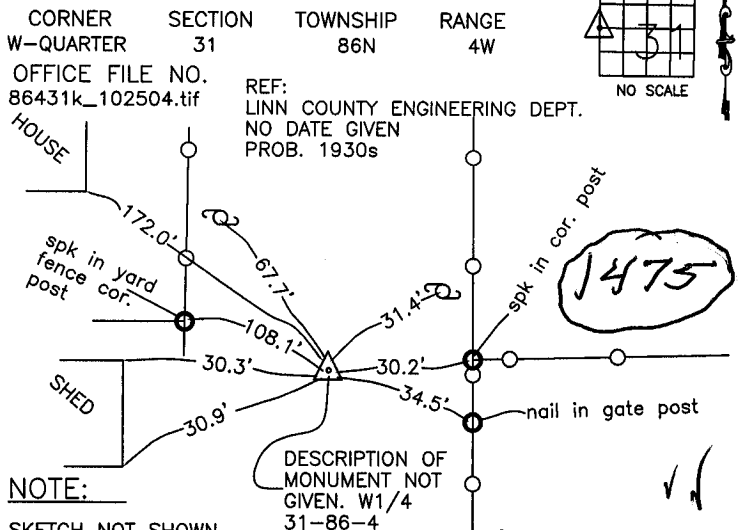 CORNER SECTION TOWNSHIP RANGE
W-QUARTER 31 86N 4W
31
NO SCALE
OFFICE FILE NO.
86431k_102504.tif
REF:
LINN COUNTY ENGINEERING DEPT.
NO DATE GIVEN
PROB. 1930s
HOUSE
172.0'
67.7'
spk in yard
fence cor.
post
108.1'
31.4'
spk in cor. post
1475
30.3'
30.2'
34.5'
SHED
30.9'
nail in gate post
DESCRIPTION OF
MONUMENT NOT
GIVEN. W1/4
31-86-4
NOTE:
SKETCH NOT SHOWN